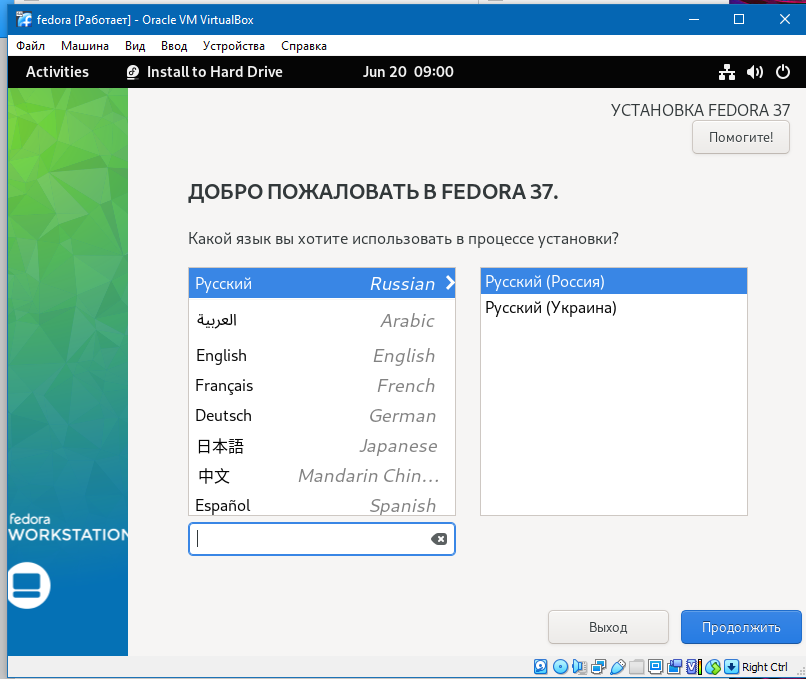 fedora [Работает] - Oracle VM VirtualBox
Файл Машина Вид Ввод Устройства Справка
Activities Install to Hard Drive Jun 20 09:00
УСТАНОВКА FEDORA 37
Помогите!
ДОБРО ПОЖАЛОВАТЬ В FEDORA 37.
Какой язык вы хотите использовать в процессе установки?
Русский Russian
العربية Arabic
English English
Français French
Deutsch German
日本語 Japanese
中文 Mandarin Chin...
Español Spanish
Русский (Россия)
Русский (Украина)
fedora
WORKSTATION
Выход Продолжить
Right Ctrl